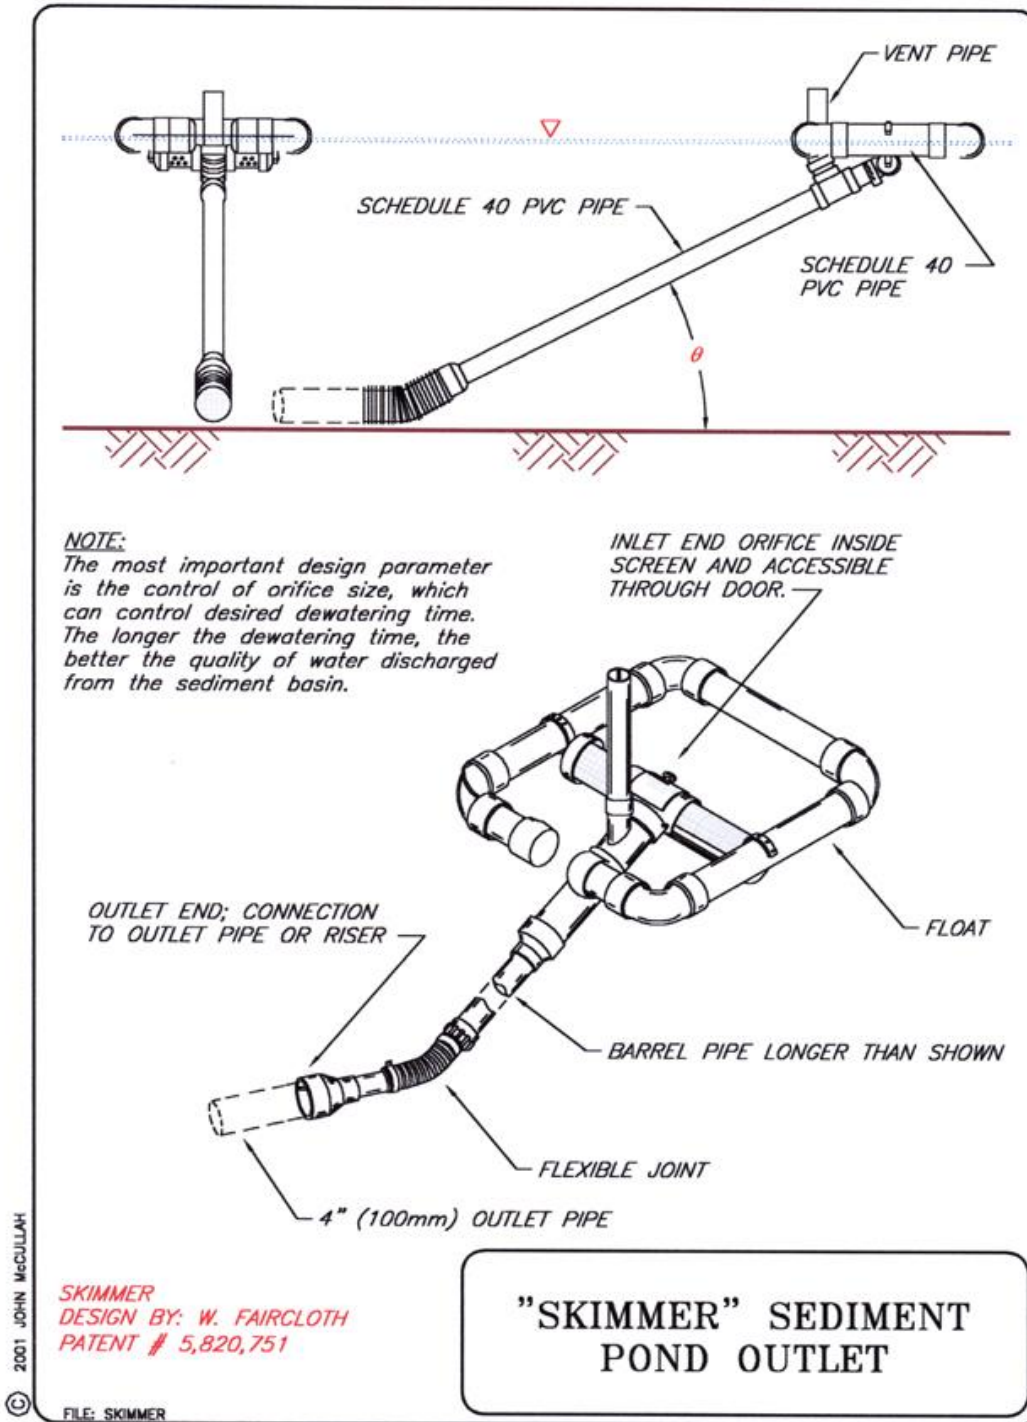 VENT PIPE
SCHEDULE 40 PVC PIPE
SCHEDULE 40
PVC PIPE
θ
NOTE:
The most important design parameter
is the control of orifice size, which
can control desired dewatering time.
The longer the dewatering time, the
better the quality of water discharged
from the sediment basin.
INLET END ORIFICE INSIDE
SCREEN AND ACCESSIBLE
THROUGH DOOR.
OUTLET END; CONNECTION
TO OUTLET PIPE OR RISER
FLOAT
BARREL PIPE LONGER THAN SHOWN
FLEXIBLE JOINT
4" (100mm) OUTLET PIPE
SKIMMER
DESIGN BY: W. FAIRCLOTH
PATENT # 5,820,751
"SKIMMER" SEDIMENT
POND OUTLET
FILE: SKIMMER
© 2001 JOHN McCULLAH